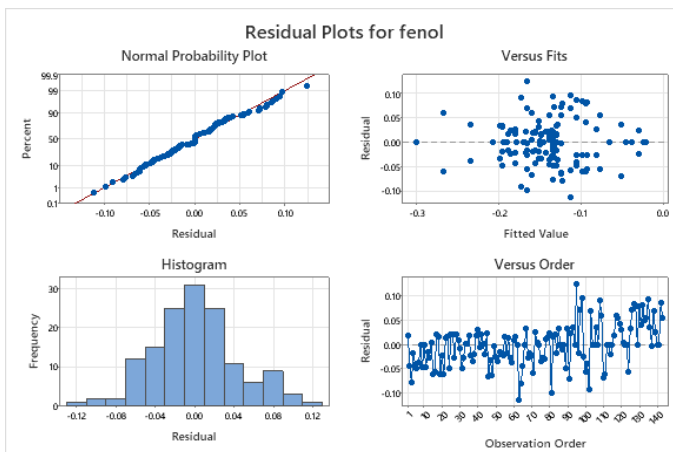 Residual Plots for fenol
Normal Probability Plot
Versus Fits
99.9
99
90
50
10
1
0.1
Percent
-0.10 -0.05 0.00 0.05 0.10
Residual
0.10
0.05
0.00
-0.05
-0.10
Residual
-0.3 -0.2 -0.1 0.0
Fitted Value
Histogram
Versus Order
30
20
10
0
Frequency
-0.12 -0.08 -0.04 0.00 0.04 0.08 0.12
Residual
0.10
0.05
0.00
-0.05
-0.10
Residual
1 10 20 30 40 50 60 70 80 90 100 110 120 130 140
Observation Order